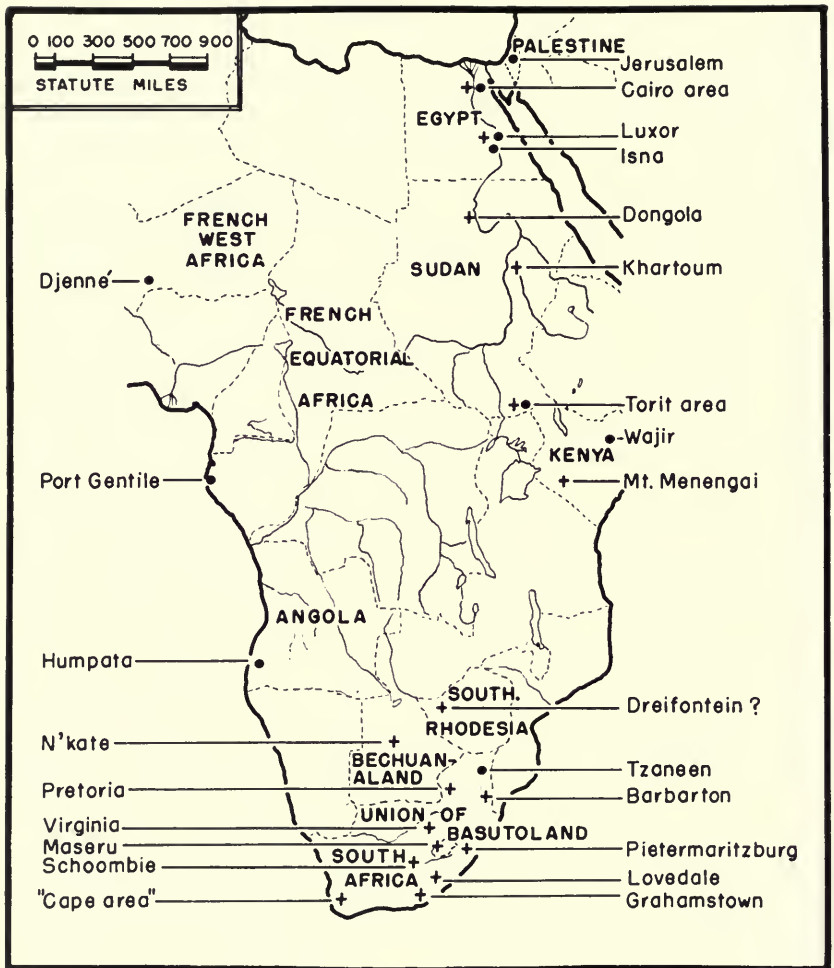 0 100 300 500 700 900
STATUTE MILES
PALESTINE
Jerusalem
Cairo area
EGYPT
Luxor
Isna
FRENCH
WEST
AFRICA
Dongola
Djenné
SUDAN
Khartoum
FRENCH
EQUATORIAL
AFRICA
Torit area
Wajir
KENYA
Port Gentile
Mt. Menengai
ANGOLA
Humpata
SOUTH.
RHODESIA
Dreifontein ?
N'kate
BECHUAN-
ALAND
Tzaneen
Pretoria
Barbarton
UNION OF
SOUTH
AFRICA
Virginia
BASUTOLAND
Maseru
Pietermaritzburg
Schoombie
Lovedale
"Cape area"
Grahamstown